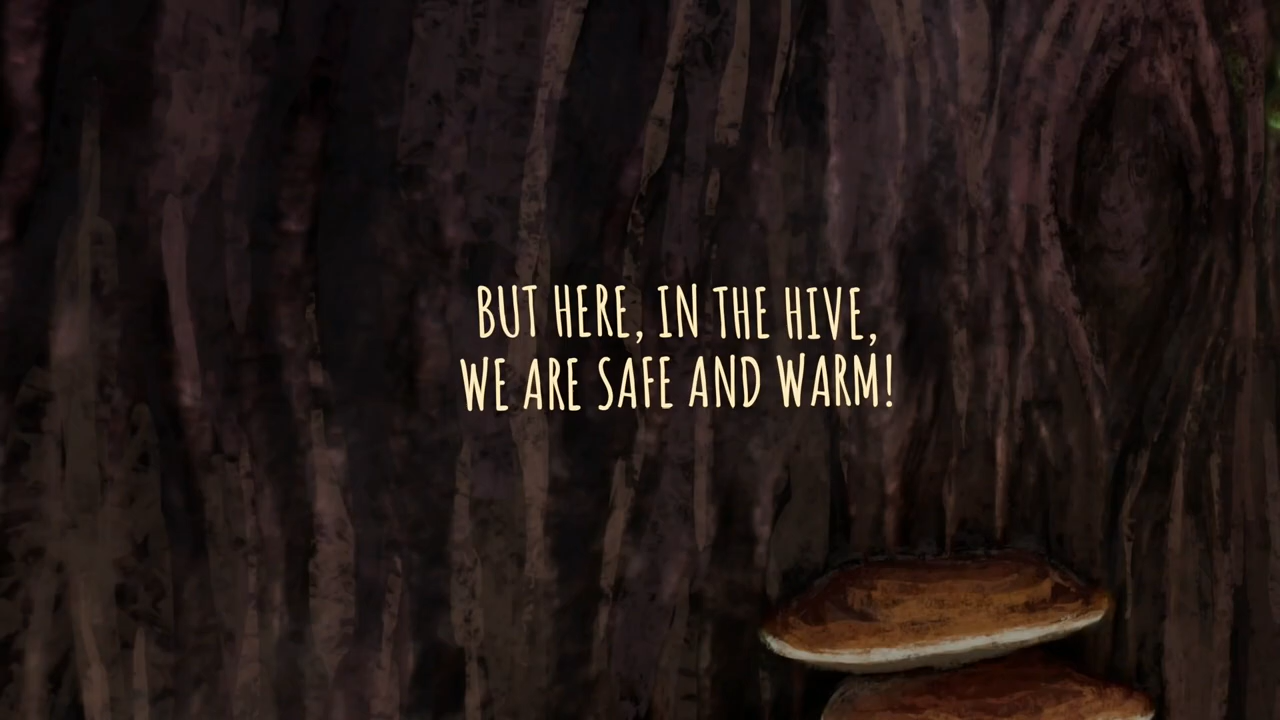 BUT HERE, IN THE HIVE,
WE ARE SAFE AND WARM!